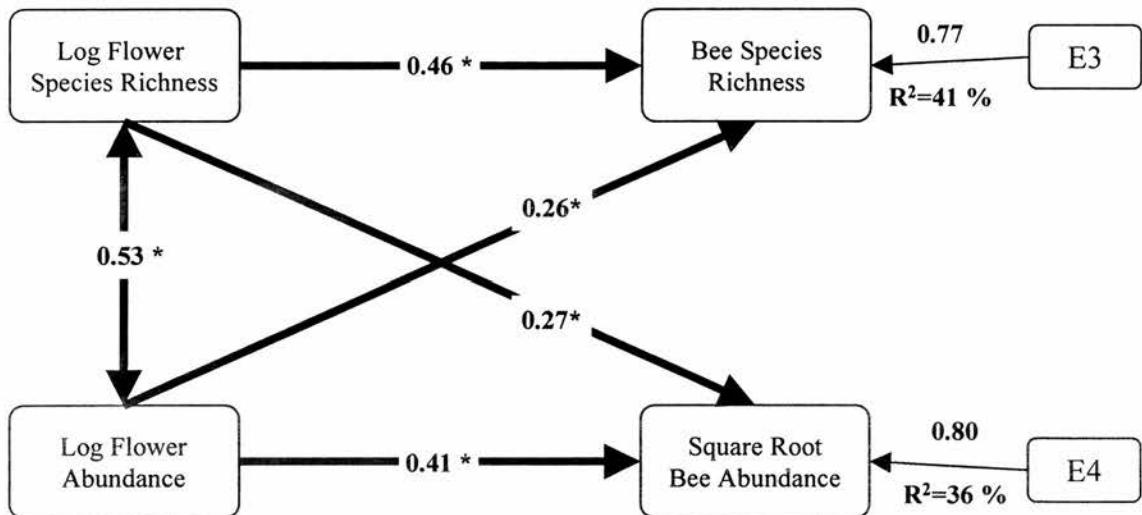 Log Flower
Species Richness
0.46 *
Bee Species
Richness
0.77
R²=41 %
E3
0.26*
0.53 *
0.27*
Log Flower
Abundance
0.41 *
Square Root
Bee Abundance
0.80
R²=36 %
E4